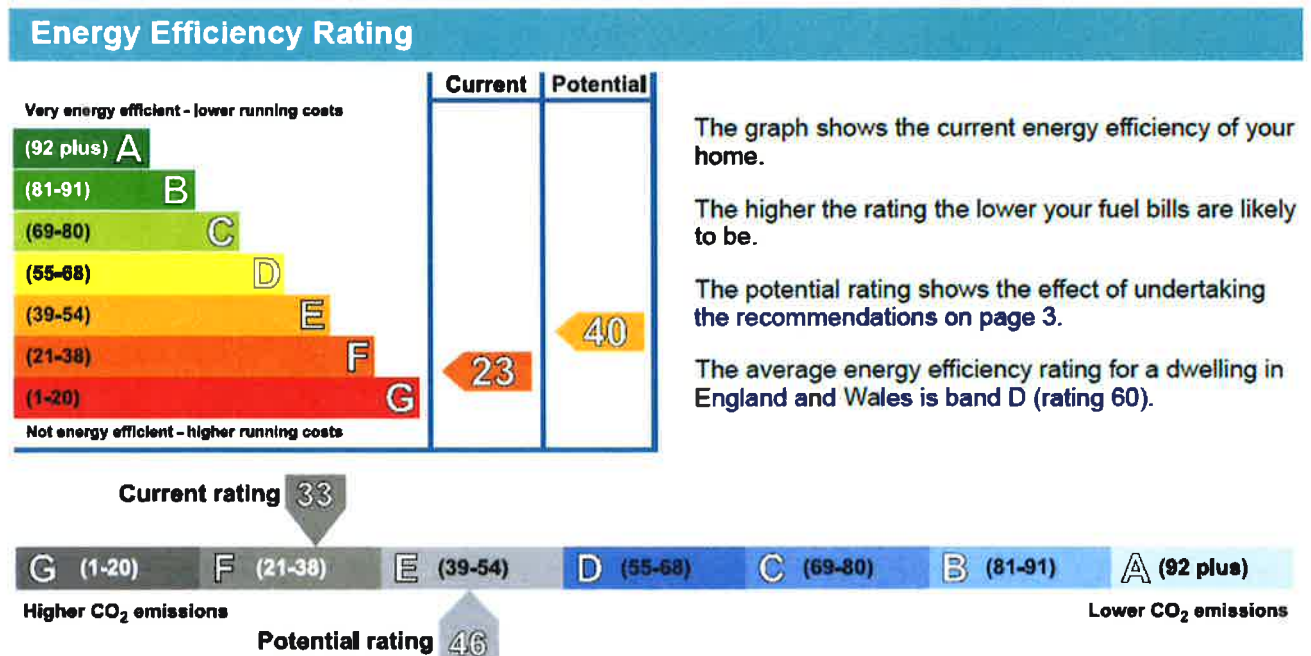 Energy Efficiency Rating
Current Potential
Very energy efficient - lower running costs
(92 plus) A
(81-91) B
(69-80) C
(55-68) D
(39-54) E
(21-38) F
(1-20) G
Not energy efficient - higher running costs
23
40
The graph shows the current energy efficiency of your
home.
The higher the rating the lower your fuel bills are likely
to be.
The potential rating shows the effect of undertaking
the recommendations on page 3.
The average energy efficiency rating for a dwelling in
England and Wales is band D (rating 60).
Current rating 33
G (1-20) F (21-38) E (39-54) D (55-68) C (69-80) B (81-91) A (92 plus)
Higher CO₂ emissions Lower CO₂ emissions
Potential rating 46